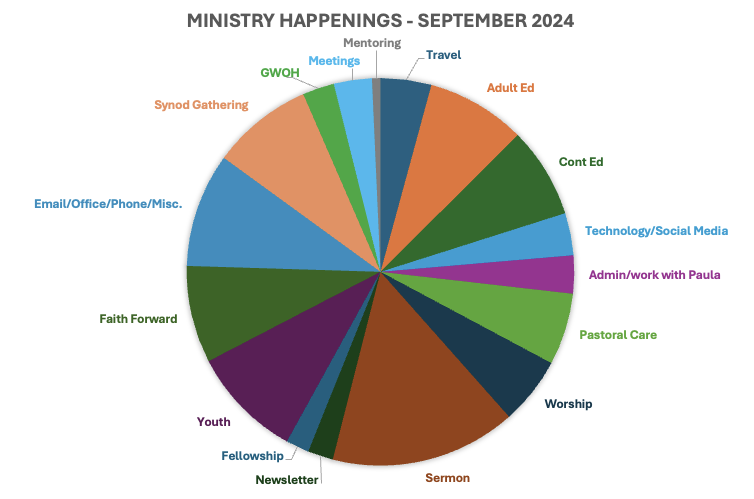 MINISTRY HAPPENINGS - SEPTEMBER 2024
Mentoring
Travel
Meetings
GWOH
Adult Ed
Synod Gathering
Cont Ed
Email/Office/Phone/Misc.
Technology/Social Media
Admin/work with Paula
Faith Forward
Pastoral Care
Worship
Youth
Fellowship
Sermon
Newsletter